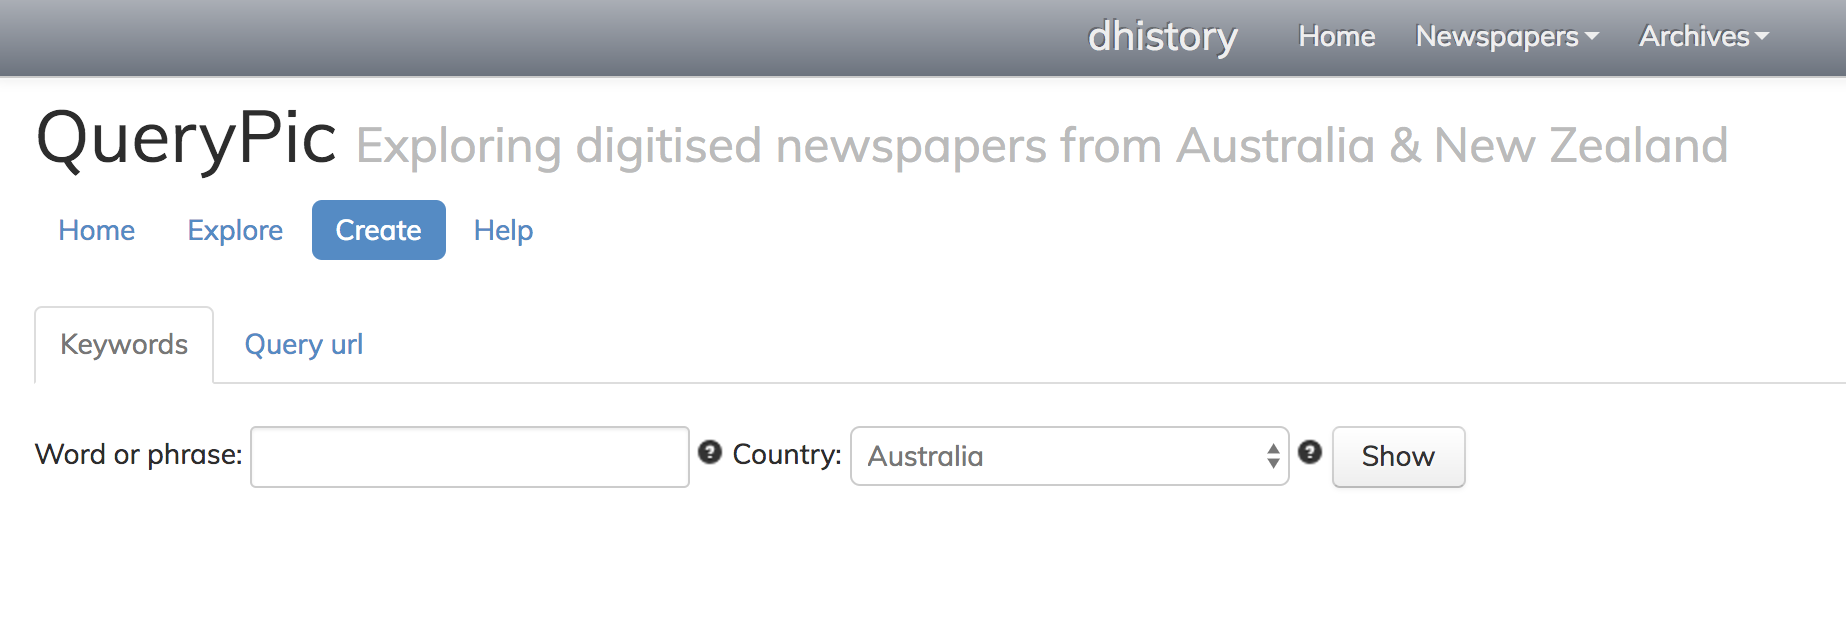 dhistory Home Newspapers Archives
QueryPic Exploring digitised newspapers from Australia & New Zealand
Home Explore Create Help
Keywords Query url
Word or phrase: ? Country: Australia ? Show